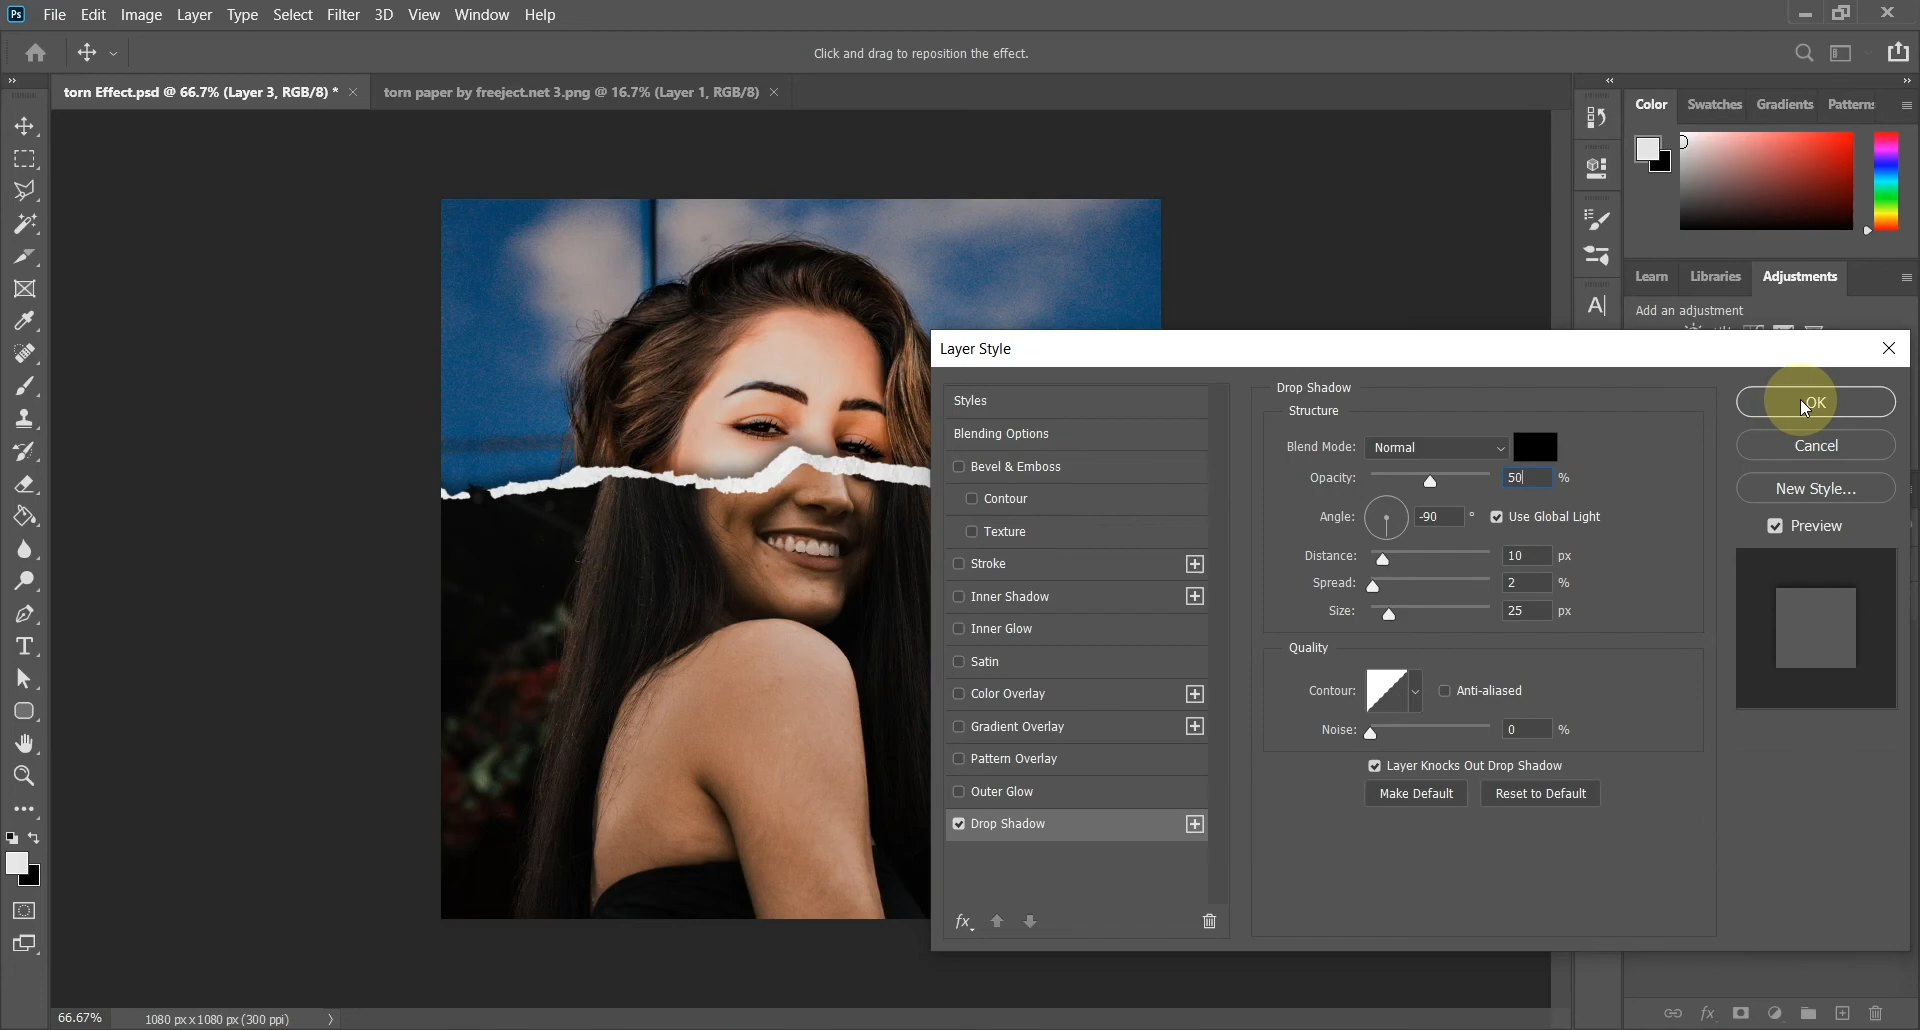 Ps File Edit Image Layer Type Select Filter 3D View Window Help
Click and drag to reposition the effect.
torn Effect.psd @ 66.7% (Layer 3, RGB/8) * torn paper by freeject.net 3.png @ 16.7% (Layer 1, RGB/8)
Color Swatches Gradients Patterns
Learn Libraries Adjustments
Add an adjustment
Layer Style
Styles
Blending Options
Bevel & Emboss
Contour
Texture
Stroke
Inner Shadow
Inner Glow
Satin
Color Overlay
Gradient Overlay
Pattern Overlay
Outer Glow
Drop Shadow
fx
Drop Shadow
Structure
Blend Mode: Normal
Opacity: 50 %
Angle: -90 ° Use Global Light
Distance: 10 px
Spread: 2 %
Size: 25 px
Quality
Contour: Anti-aliased
Noise: 0 %
Layer Knocks Out Drop Shadow
Make Default Reset to Default
OK
Cancel
New Style...
Preview
66.67% 1080 px x 1080 px (300 ppi)
fx